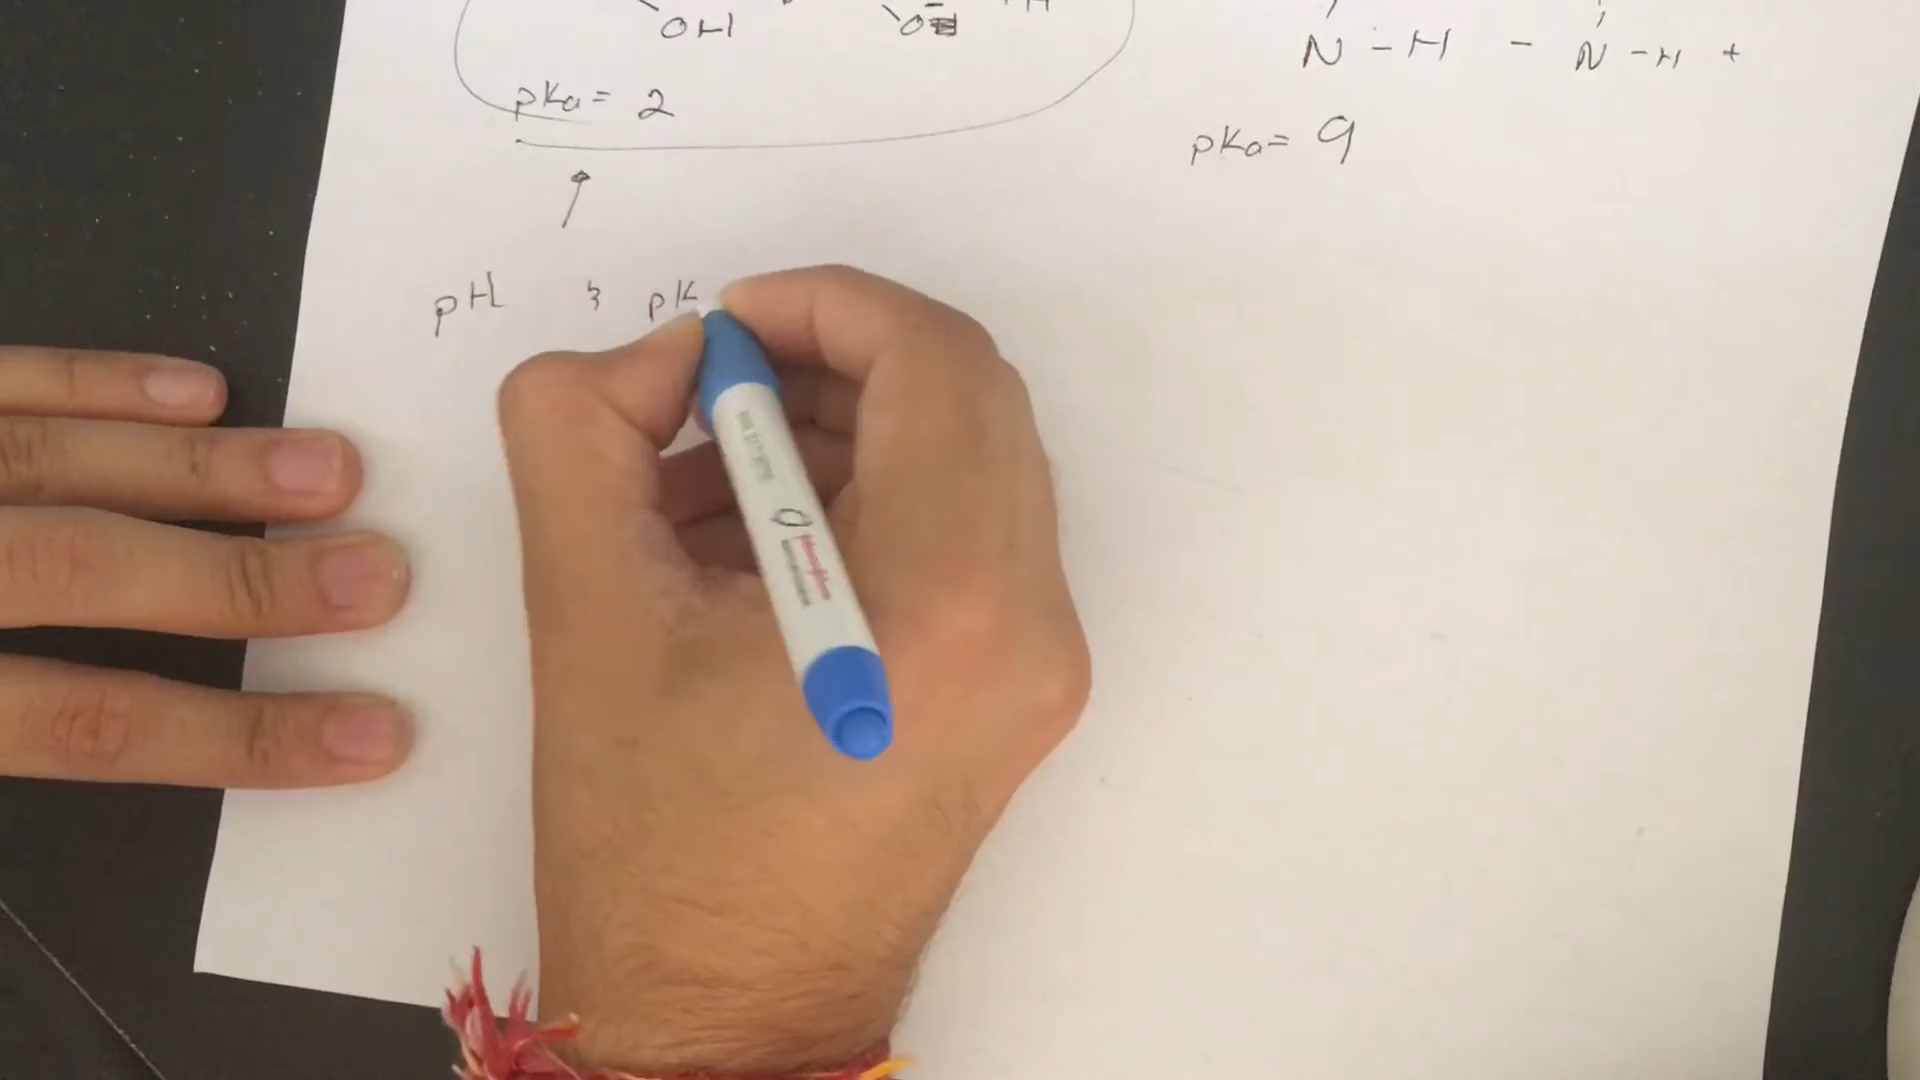 OH O H
N - H - N - H +
pKa = 2
pKa = 9
pH & pK